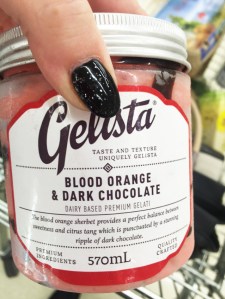 Gelista
TASTE AND TEXTURE
UNIQUELY GELISTA
BLOOD ORANGE
& DARK CHOCOLATE
DAIRY BASED PREMIUM GELATI
The blood orange sherbet provides a perfect balance between
sweetness and citrus tang which is punctuated by a stunning
ripple of dark chocolate.
PREMIUM
INGREDIENTS
570mL
QUALITY
CRAFTED